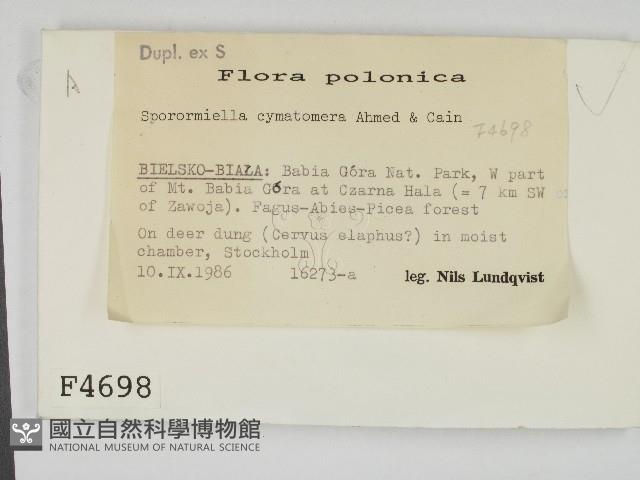 Dupl. ex S
Flora polonica
Sporormiella cymatomera Ahmed & Cain
F4698
BIELSKO-BIAŁA: Babia Góra Nat. Park, W part
of Mt. Babia Góra at Czarna Hala (= 7 km SW
of Zawoja). Fagus-Abies-Picea forest
On deer dung (Cervus elaphus?) in moist
chamber, Stockholm
10.IX.1986 16273-a leg. Nils Lundqvist
F4698
國立自然科學博物館
NATIONAL MUSEUM OF NATURAL SCIENCE